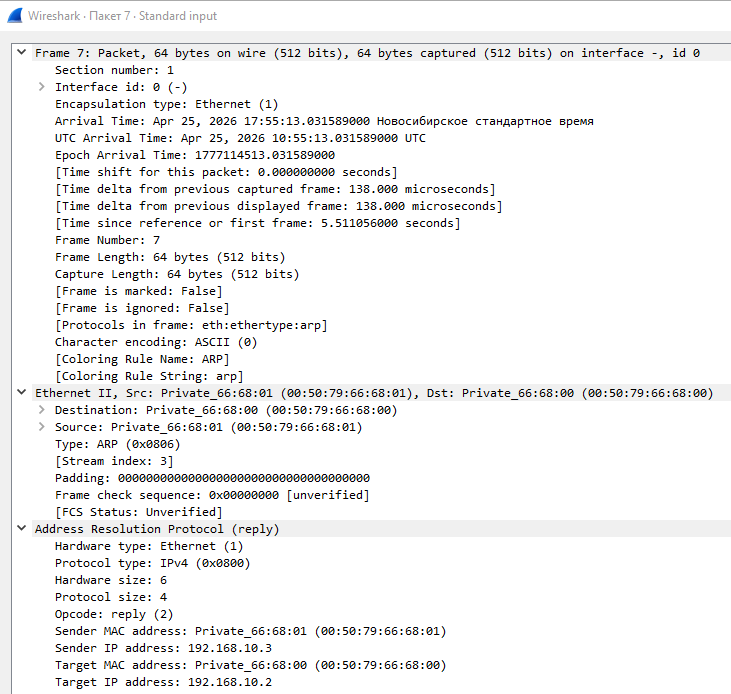 Wireshark · Пакет 7 · Standard input
Frame 7: Packet, 64 bytes on wire (512 bits), 64 bytes captured (512 bits) on interface -, id 0
Section number: 1
Interface id: 0 (-)
Encapsulation type: Ethernet (1)
Arrival Time: Apr 25, 2026 17:55:13.031589000 Новосибирское стандартное время
UTC Arrival Time: Apr 25, 2026 10:55:13.031589000 UTC
Epoch Arrival Time: 1777114513.031589000
[Time shift for this packet: 0.000000000 seconds]
[Time delta from previous captured frame: 138.000 microseconds]
[Time delta from previous displayed frame: 138.000 microseconds]
[Time since reference or first frame: 5.511056000 seconds]
Frame Number: 7
Frame Length: 64 bytes (512 bits)
Capture Length: 64 bytes (512 bits)
[Frame is marked: False]
[Frame is ignored: False]
[Protocols in frame: eth:ethertype:arp]
Character encoding: ASCII (0)
[Coloring Rule Name: ARP]
[Coloring Rule String: arp]
Ethernet II, Src: Private_66:68:01 (00:50:79:66:68:01), Dst: Private_66:68:00 (00:50:79:66:68:00)
Destination: Private_66:68:00 (00:50:79:66:68:00)
Source: Private_66:68:01 (00:50:79:66:68:01)
Type: ARP (0x0806)
[Stream index: 3]
Padding: 000000000000000000000000000000000000
Frame check sequence: 0x00000000 [unverified]
[FCS Status: Unverified]
Address Resolution Protocol (reply)
Hardware type: Ethernet (1)
Protocol type: IPv4 (0x0800)
Hardware size: 6
Protocol size: 4
Opcode: reply (2)
Sender MAC address: Private_66:68:01 (00:50:79:66:68:01)
Sender IP address: 192.168.10.3
Target MAC address: Private_66:68:00 (00:50:79:66:68:00)
Target IP address: 192.168.10.2